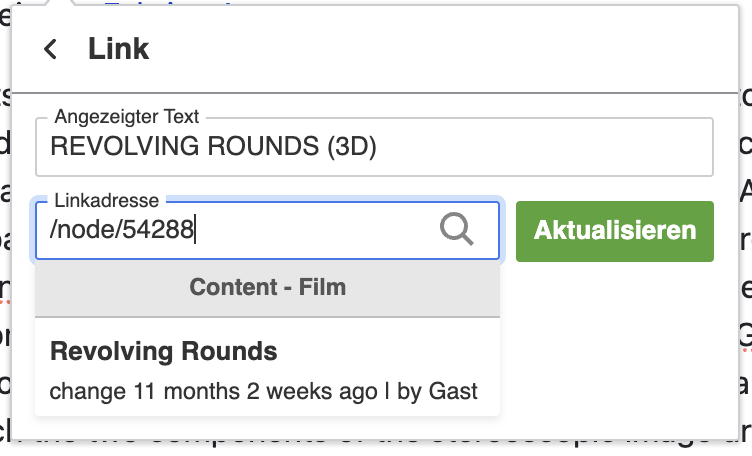 Link
Angezeigter Text
REVOLVING ROUNDS (3D)
Linkadresse
/node/54288
Aktualisieren
Content - Film
Revolving Rounds
change 11 months 2 weeks ago | by Gast